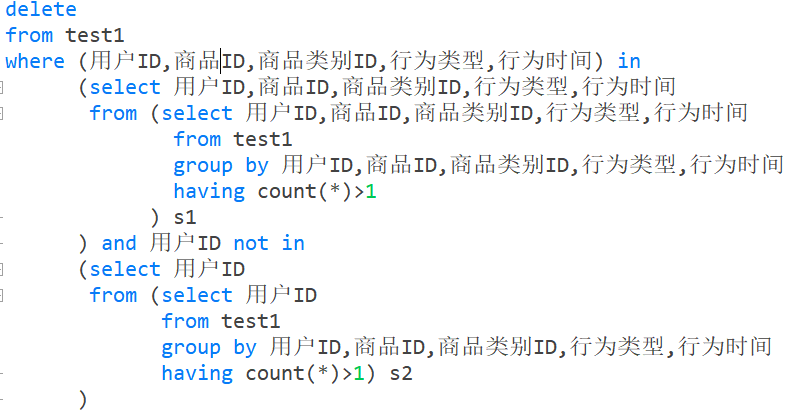 delete
from test1
where (用户ID,商品ID,商品类别ID,行为类型,行为时间) in
(select 用户ID,商品ID,商品类别ID,行为类型,行为时间
from (select 用户ID,商品ID,商品类别ID,行为类型,行为时间
from test1
group by 用户ID,商品ID,商品类别ID,行为类型,行为时间
having count(*)>1
) s1
) and 用户ID not in
(select 用户ID
from (select 用户ID
from test1
group by 用户ID,商品ID,商品类别ID,行为类型,行为时间
having count(*)>1) s2
)